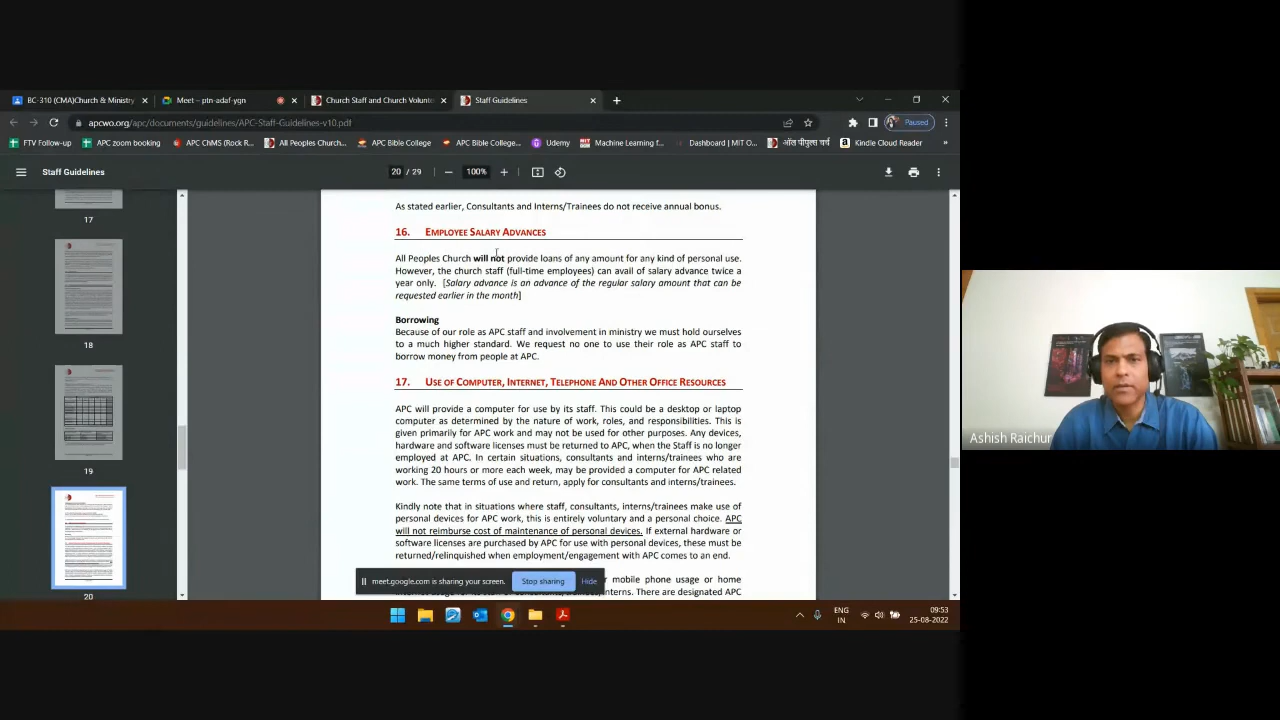 BC-310 (CMA)Church & Ministry
Meet – ptn-adaf-ygn
Church Staff and Church Volunte
Staff Guidelines
apcwo.org/apc/documents/guidelines/APC-Staff-Guidelines-v10.pdf
Paused
FTV Follow-up
APC zoom booking
APC ChMS (Rock R...
All Peoples Church...
APC Bible College
APC Bible College...
Udemy
Machine Learning f...
Dashboard | MIT O...
ऑल पीपुल्स चर्च
Kindle Cloud Reader
»
Staff Guidelines
20 / 29
100%
17
18
19
20
As stated earlier, Consultants and Interns/Trainees do not receive annual bonus.
16. EMPLOYEE SALARY ADVANCES
All Peoples Church will not provide loans of any amount for any kind of personal use.
However, the church staff (full-time employees) can avail of salary advance twice a
year only. [Salary advance is an advance of the regular salary amount that can be
requested earlier in the month]
Borrowing
Because of our role as APC staff and involvement in ministry we must hold ourselves
to a much higher standard. We request no one to use their role as APC staff to
borrow money from people at APC.
17. USE OF COMPUTER, INTERNET, TELEPHONE AND OTHER OFFICE RESOURCES
APC will provide a computer for use by its staff. This could be a desktop or laptop
computer as determined by the nature of work, roles, and responsibilities. This is
given primarily for APC work and may not be used for other purposes. Any devices,
hardware and software licenses must be returned to APC, when the Staff is no longer
employed at APC. In certain situations, consultants and interns/trainees who are
working 20 hours or more each week, may be provided a computer for APC related
work. The same terms of use and return, apply for consultants and interns/trainees.
Kindly note that in situations where staff, consultants, interns/trainees make use of
personal devices for APC work, this is entirely voluntary and a personal choice. APC
will not reimburse cost of maintenance of personal devices. If external hardware or
software licenses are purchased by APC for use with personal devices, these must be
returned/relinquished when employment/engagement with APC comes to an end.
mobile phone usage or home
interns. There are designated APC
meet.google.com is sharing your screen.
Stop sharing
Hide
ENG
IN
09:53
25-08-2022
Ashish Raichur